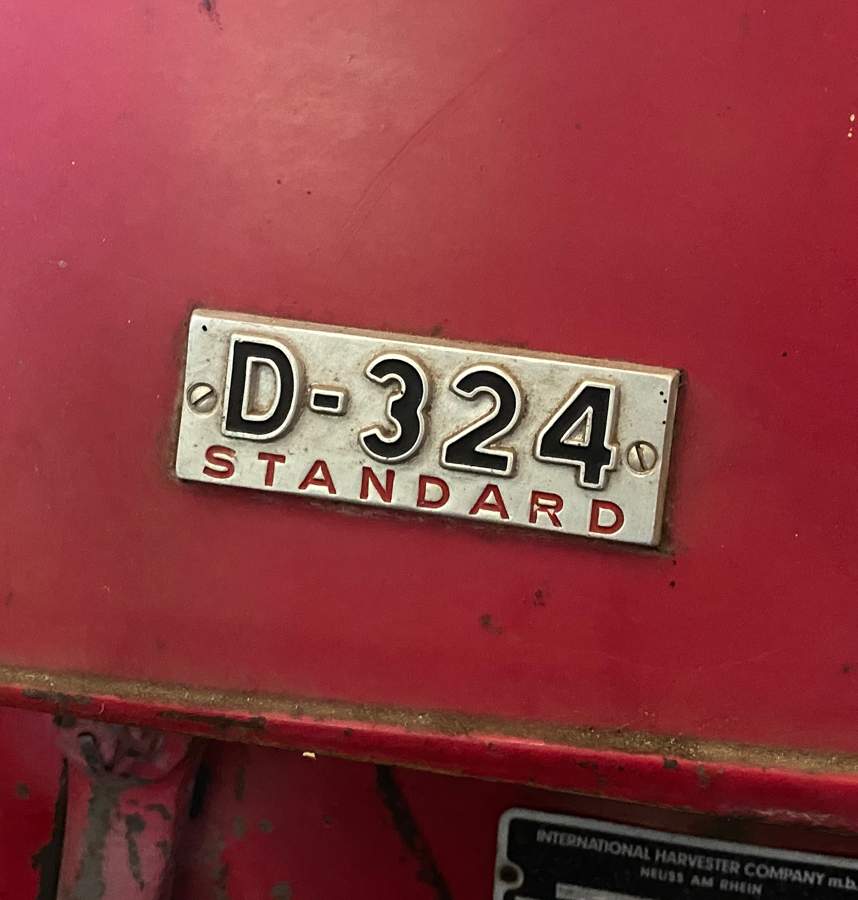 D-324
STANDARD
INTERNATIONAL HARVESTER COMPANY m.b.
NEUSS AM RHEIN